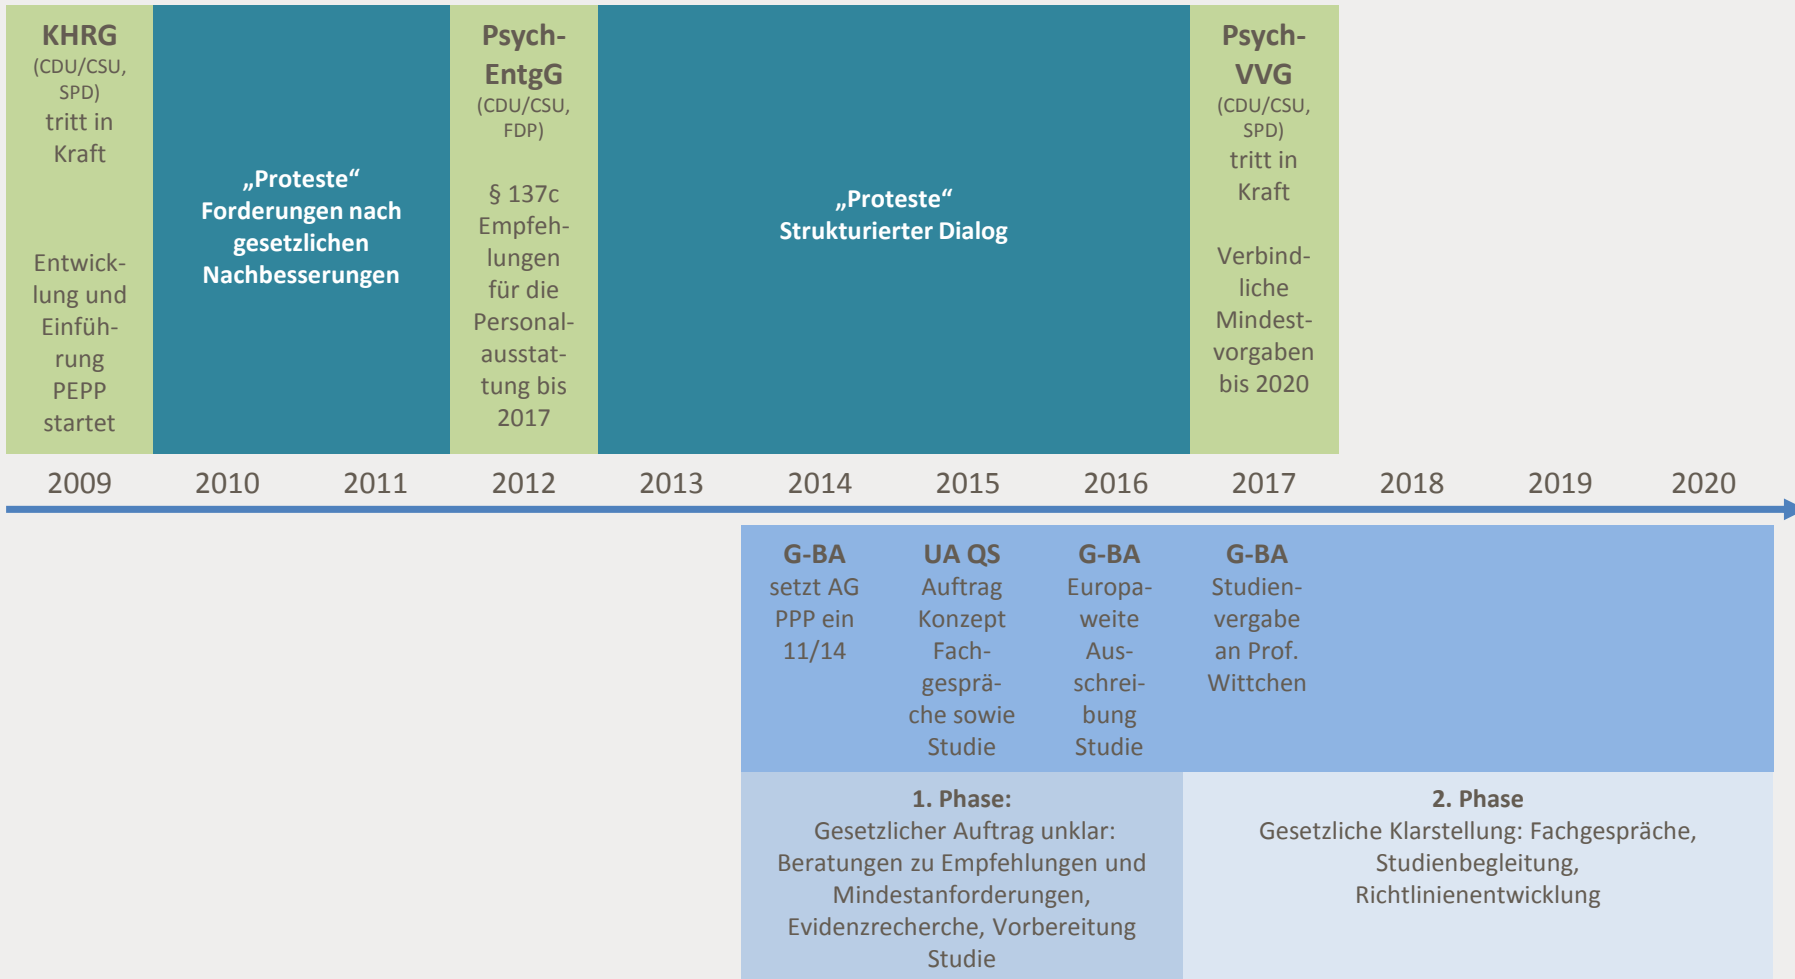 KHRG
(CDU/CSU,
SPD)
tritt in
Kraft
Entwick-
lung und
Einfüh-
rung
PEPP
startet
„Proteste“
Forderungen nach
gesetzlichen
Nachbesserungen
Psych-
EntgG
(CDU/CSU,
FDP)
§ 137c
Empfeh-
lungen
für die
Personal-
ausstat-
tung bis
2017
„Proteste“
Strukturierter Dialog
Psych-
VVG
(CDU/CSU,
SPD)
tritt in
Kraft
Verbind-
liche
Mindest-
vorgaben
bis 2020
2009 2010 2011 2012 2013 2014 2015 2016 2017 2018 2019 2020
G-BA
setzt AG
PPP ein
11/14
UA QS
Auftrag
Konzept
Fach-
gesprä-
che sowie
Studie
G-BA
Europa-
weite
Aus-
schrei-
bung
Studie
G-BA
Studien-
vergabe
an Prof.
Wittchen
1. Phase:
Gesetzlicher Auftrag unklar:
Beratungen zu Empfehlungen und
Mindestanforderungen,
Evidenzrecherche, Vorbereitung
Studie
2. Phase
Gesetzliche Klarstellung: Fachgespräche,
Studienbegleitung,
Richtlinienentwicklung